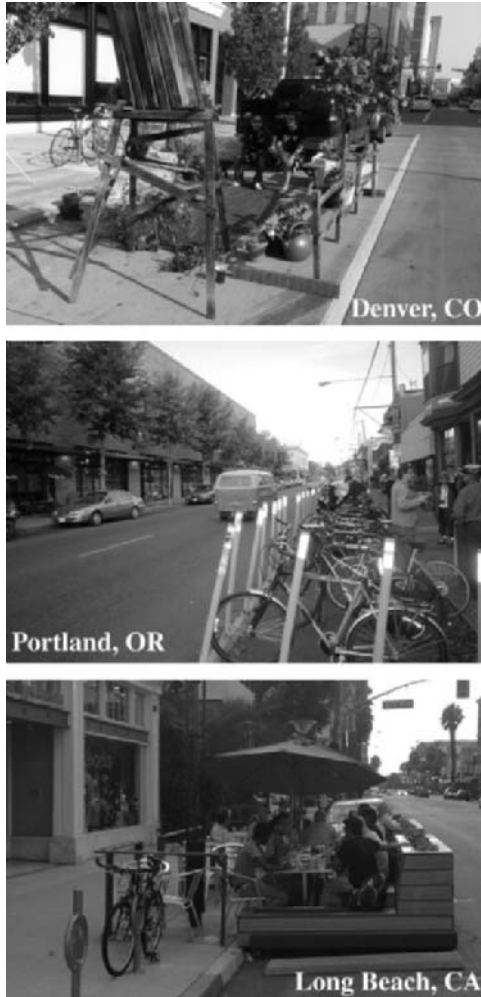 Denver, CO
Portland, OR
Long Beach, CA